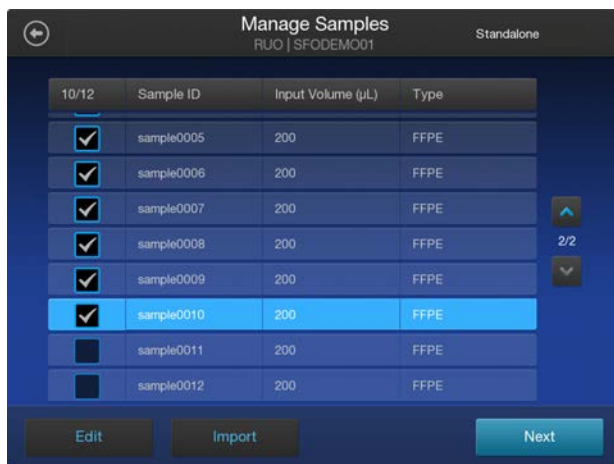 Manage Samples
RUO | SFODEMO01
Standalone
10/12 Sample ID Input Volume (µL) Type
sample0005 200 FFPE
sample0006 200 FFPE
sample0007 200 FFPE
sample0008 200 FFPE
sample0009 200 FFPE
sample0010 200 FFPE
sample0011 200 FFPE
sample0012 200 FFPE
2/2
Edit Import Next